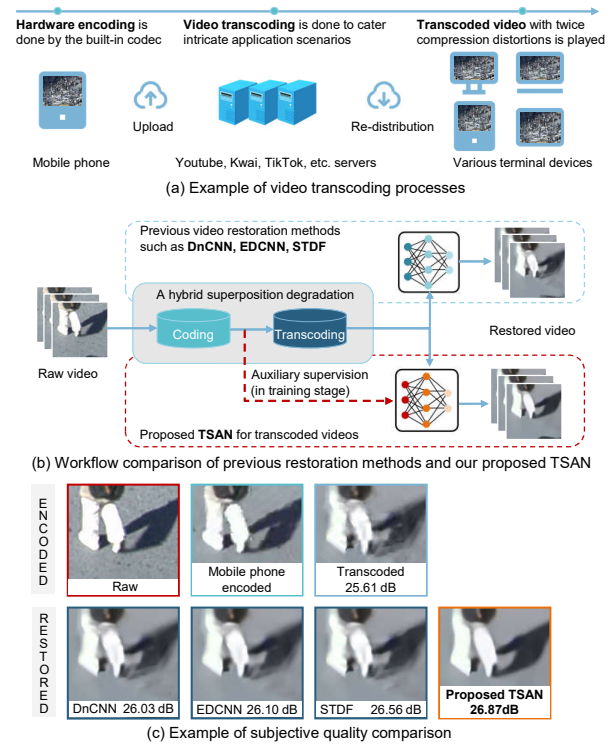 Hardware encoding is
done by the built-in codec
Video transcoding is done to cater
intricate application scenarios
Transcoded video with twice
compression distortions is played
Upload
Re-distribution
Mobile phone
Youtube, Kwai, TikTok, etc. servers
Various terminal devices
(a) Example of video transcoding processes
Previous video restoration methods
such as DnCNN, EDCNN, STDF
A hybrid superposition degradation
Coding
Transcoding
Restored video
Raw video
Auxiliary supervision
(in training stage)
Proposed TSAN for transcoded videos
(b) Workflow comparison of previous restoration methods and our proposed TSAN
ENCODED
Raw
Mobile phone
encoded
Transcoded
25.61 dB
RESTORED
DnCNN 26.03 dB
EDCNN 26.10 dB
STDF 26.56 dB
Proposed TSAN
26.87dB
(c) Example of subjective quality comparison